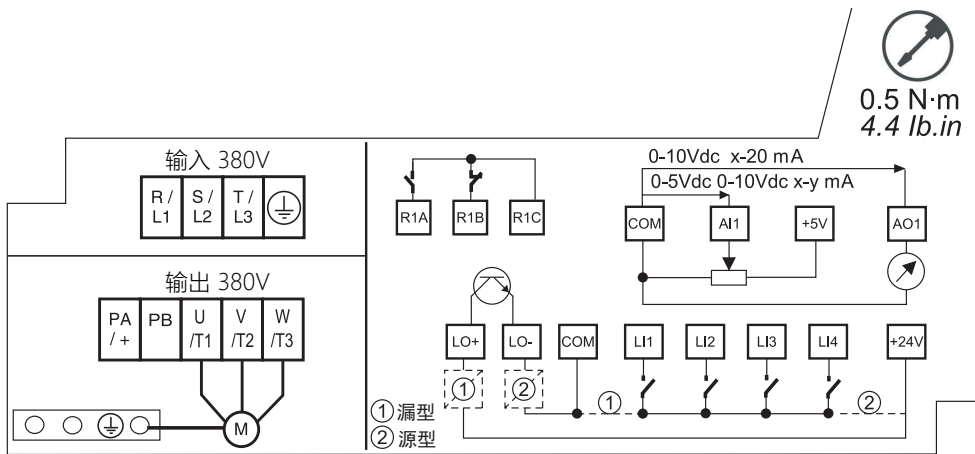 0.5 N·m
4.4 lb.in
输入 380V
R / L1
S / L2
T / L3
输出 380V
PA / +
PB
U /T1
V /T2
W /T3
M
R1A
R1B
R1C
0-10Vdc x-20 mA
0-5Vdc 0-10Vdc x-y mA
COM
AI1
+5V
AO1
LO+
LO-
COM
LI1
LI2
LI3
LI4
+24V
①
②
①
②
① 漏型
② 源型